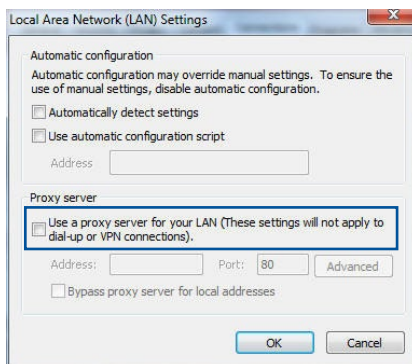 Local Area Network (LAN) Settings
Automatic configuration
Automatic configuration may override manual settings. To ensure the
use of manual settings, disable automatic configuration.
Automatically detect settings
Use automatic configuration script
Address
Proxy server
Use a proxy server for your LAN (These settings will not apply to
dial-up or VPN connections).
Address: Port: 80 Advanced
Bypass proxy server for local addresses
OK Cancel